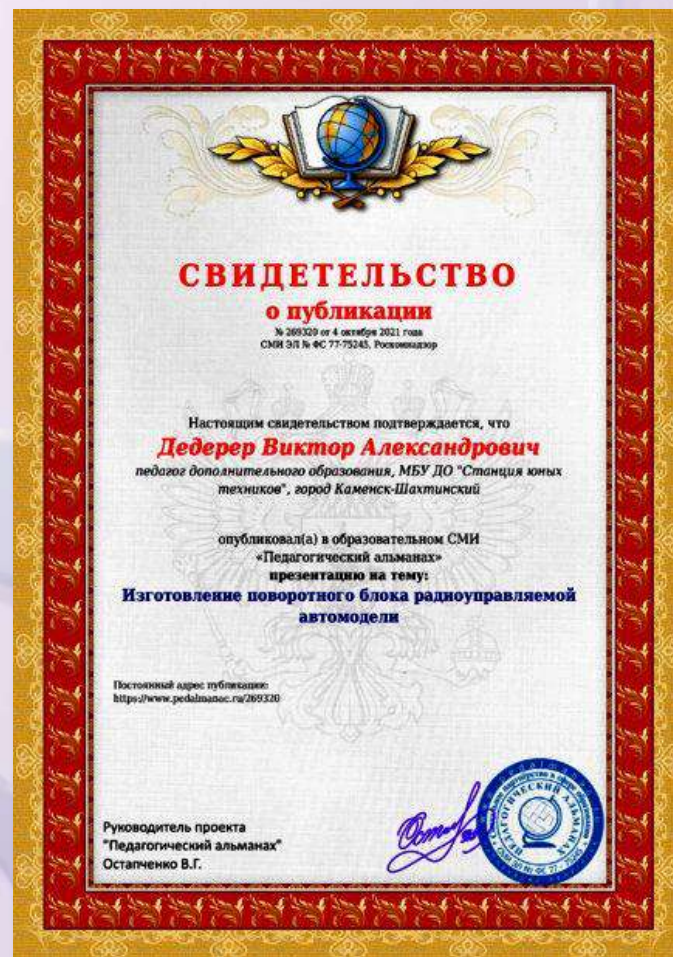 СВИДЕТЕЛЬСТВО
о публикации
№ 269320 от 4 октября 2021 года
СМИ ЭЛ № ФС 77-75245, Роскомнадзор
Настоящим свидетельством подтверждается, что
Дедерер Виктор Александрович
педагог дополнительного образования, МБУ ДО "Станция юных
техников", город Каменск-Шахтинский
опубликовал(а) в образовательном СМИ
«Педагогический альманах»
презентацию на тему:
Изготовление поворотного блока радиоуправляемой
автомодели
Постоянный адрес публикации:
https://www.pedalmanac.ru/269320
Руководитель проекта
"Педагогический альманах"
Остапченко В.Г.
ПЕДАГОГИЧЕСКИЙ АЛЬМАНАХ